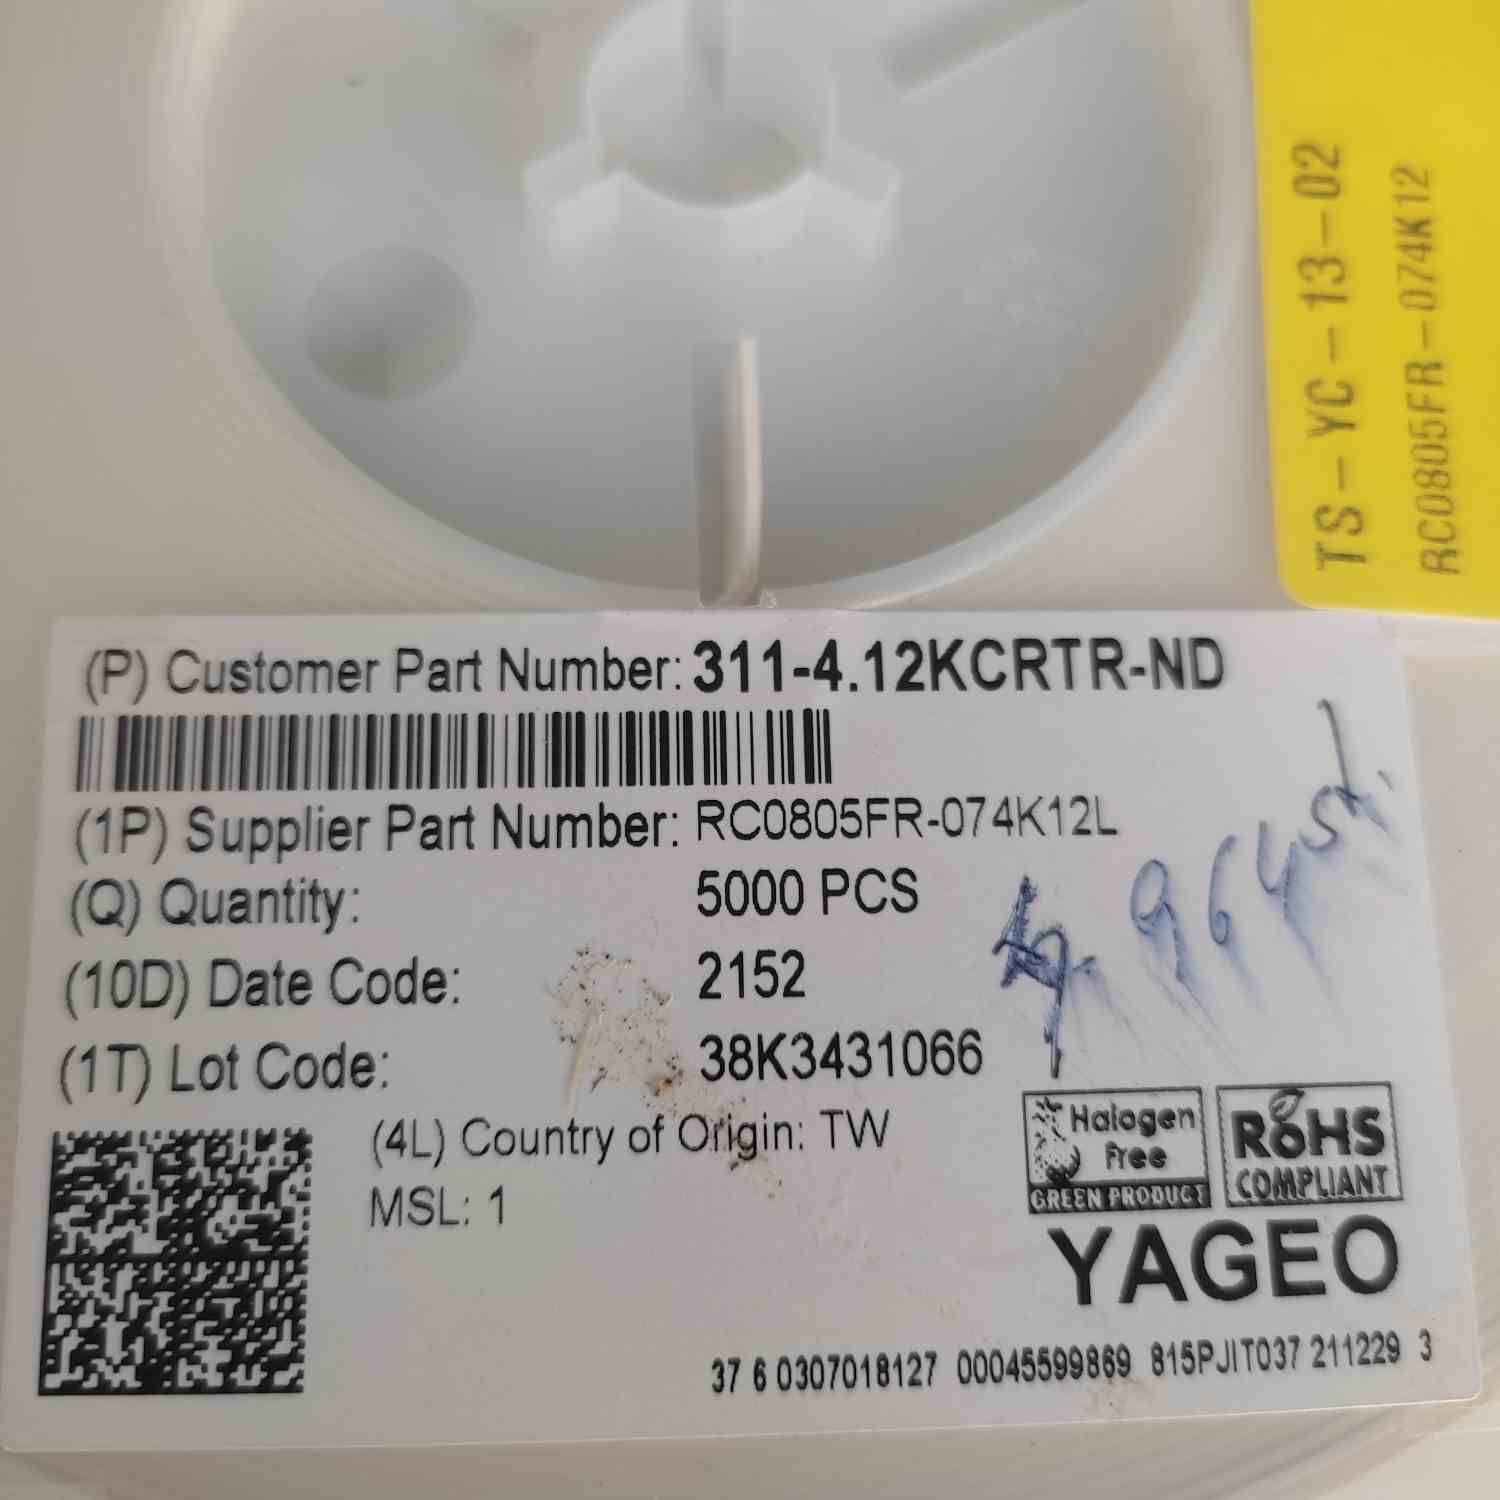 TS-YC-13-02
RC0805FR-074K12
(P) Customer Part Number: 311-4.12KCRTR-ND
(1P) Supplier Part Number: RC0805FR-074K12L
(Q) Quantity: 5000 PCS
(10D) Date Code: 2152
(1T) Lot Code: 38K3431066
(4L) Country of Origin: TW
MSL: 1
Halogen
Free
GREEN PRODUCT
RoHS
COMPLIANT
YAGEO
37 6 0307018127 00045599869 815PJIT037 211229 3